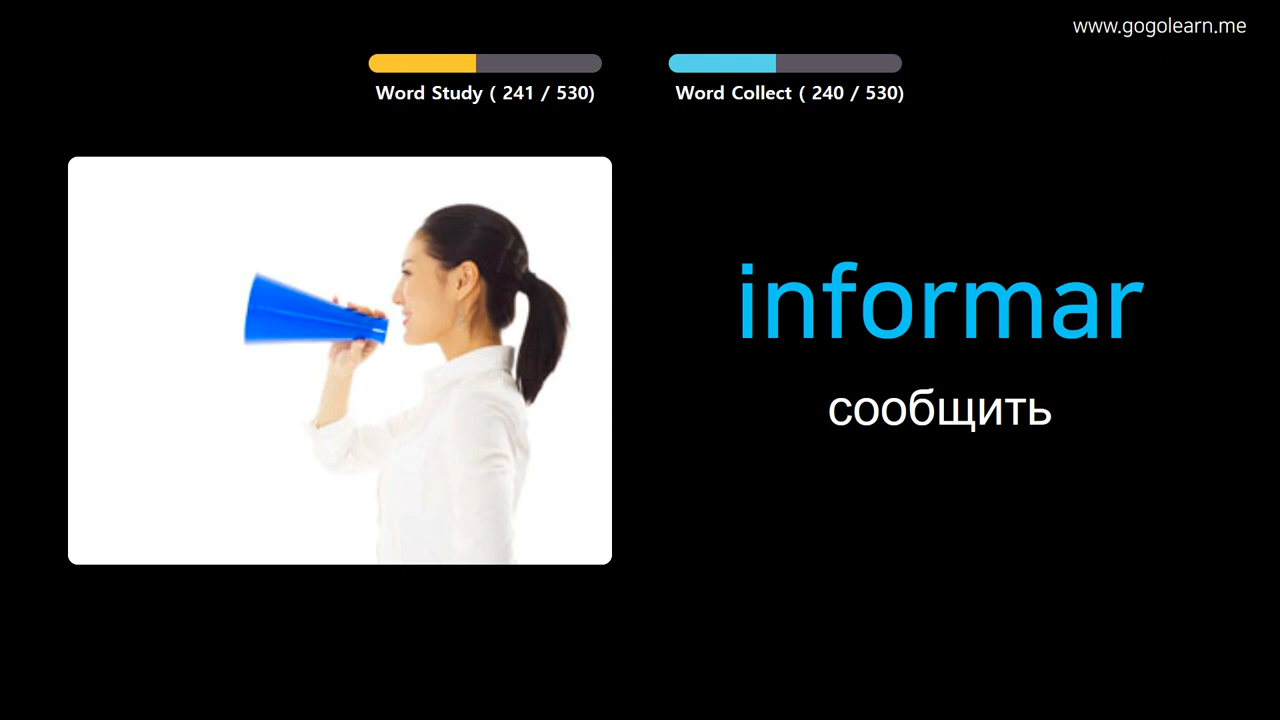 www.gogolearn.me
Word Study ( 241 / 530)
Word Collect ( 240 / 530)
informar
сообщить